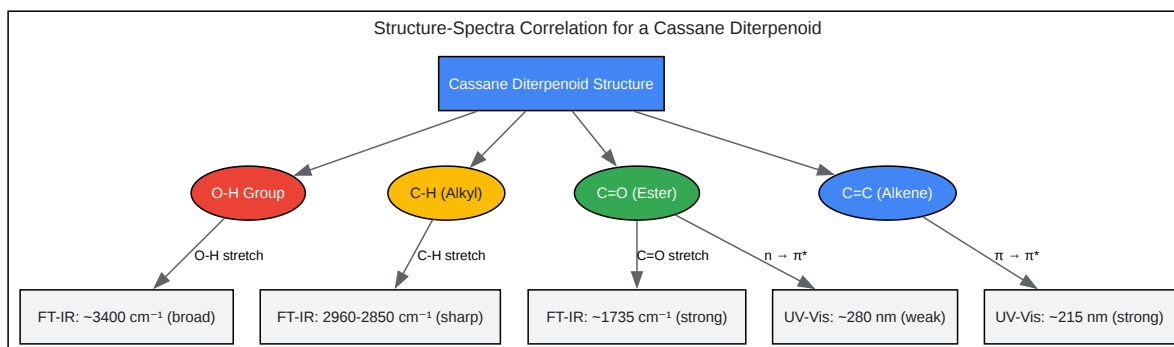 Structure-Spectra Correlation for a Cassane Diterpenoid
Cassane Diterpenoid Structure
O-H Group
C-H (Alkyl)
C=O (Ester)
C=C (Alkene)
O-H stretch
C-H stretch
C=O stretch
n → π*
π → π*
FT-IR: ~3400 cm⁻¹ (broad)
FT-IR: 2960-2850 cm⁻¹ (sharp)
FT-IR: ~1735 cm⁻¹ (strong)
UV-Vis: ~280 nm (weak)
UV-Vis: ~215 nm (strong)